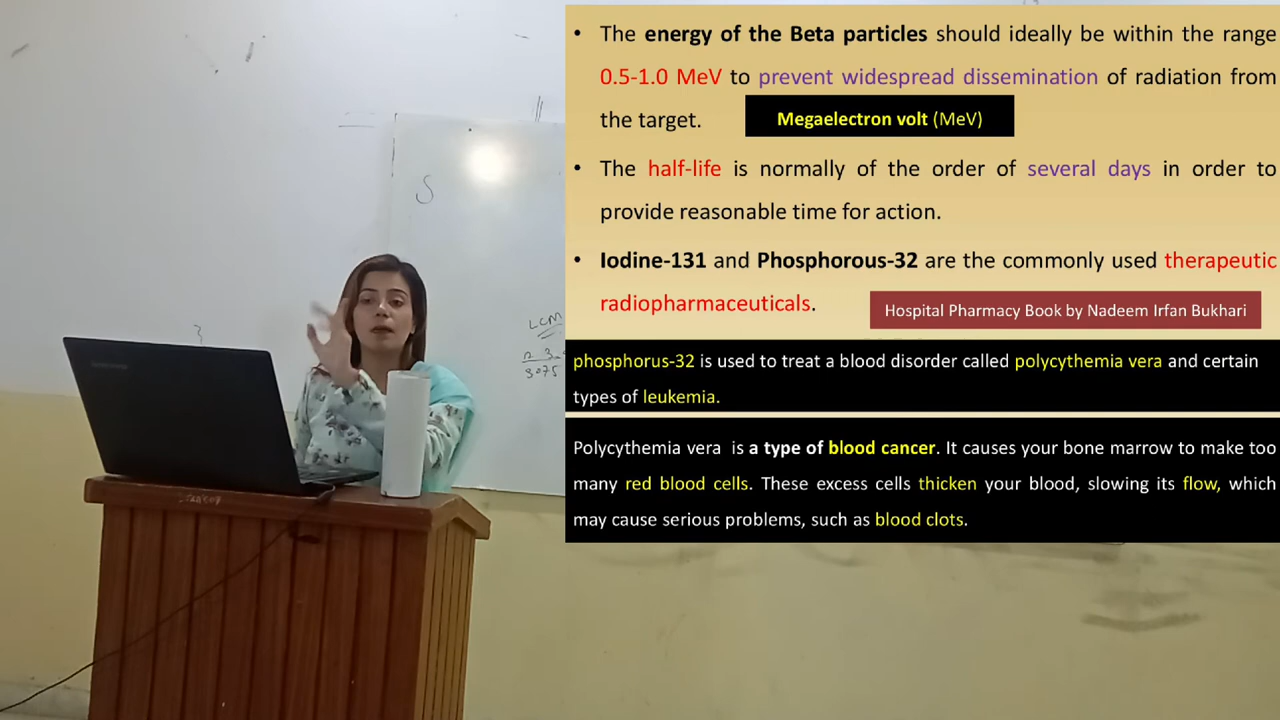 • The energy of the Beta particles should ideally be within the range
0.5-1.0 MeV to prevent widespread dissemination of radiation from
the target.
Megaelectron volt (MeV)
• The half-life is normally of the order of several days in order to
provide reasonable time for action.
• Iodine-131 and Phosphorous-32 are the commonly used therapeutic
radiopharmaceuticals.
Hospital Pharmacy Book by Nadeem Irfan Bukhari
phosphorus-32 is used to treat a blood disorder called polycythemia vera and certain
types of leukemia.
Polycythemia vera is a type of blood cancer. It causes your bone marrow to make too
many red blood cells. These excess cells thicken your blood, slowing its flow, which
may cause serious problems, such as blood clots.
S
LCM